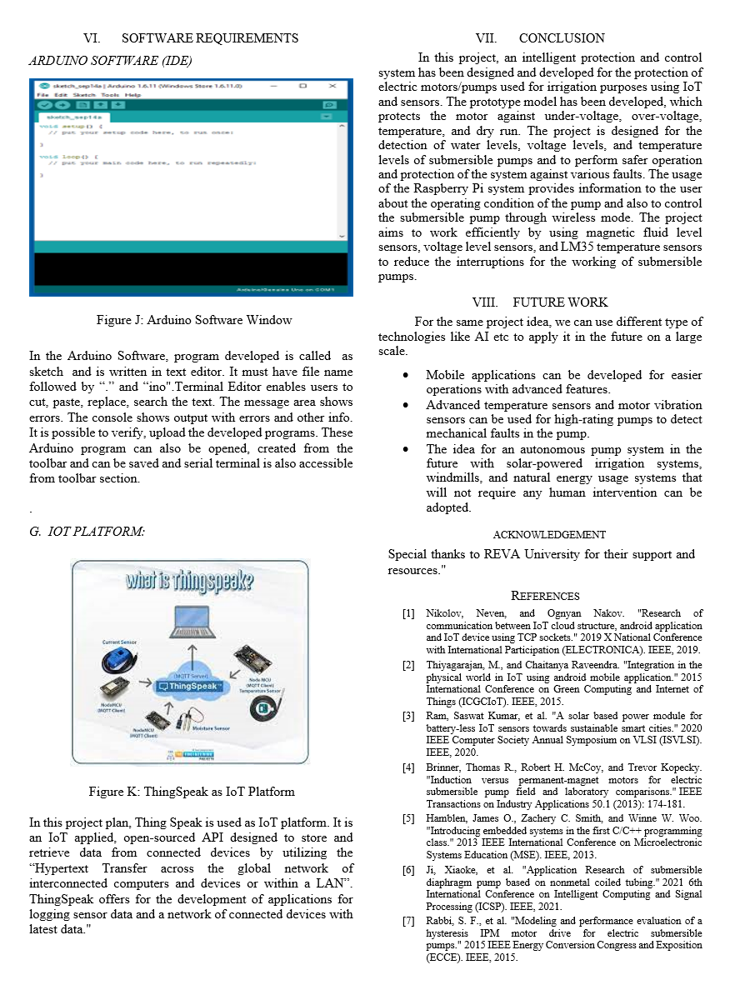 VI. SOFTWARE REQUIREMENTS
ARDUINO SOFTWARE (IDE)
sketch_sep14a | Arduino 1.6.11 (Windows Store 1.6.11.0)
File Edit Sketch Tools Help
sketch_sep14a
void setup() {
// put your setup code here, to run once:
}
void loop() {
// put your main code here, to run repeatedly:
}
Arduino/Genuino Uno on COM1
Figure J: Arduino Software Window
In the Arduino Software, program developed is called as
sketch and is written in text editor. It must have file name
followed by “.” and “ino".Terminal Editor enables users to
cut, paste, replace, search the text. The message area shows
errors. The console shows output with errors and other info.
It is possible to verify, upload the developed programs. These
Arduino program can also be opened, created from the
toolbar and can be saved and serial terminal is also accessible
from toolbar section.
.
G. IOT PLATFORM:
What is Thingspeak?
Current Sensor
(MQTT Server)
ThingSpeak
Node MCU
(MQTT Client)
Temperature Sensor
NodeMCU
(MQTT Client)
NodeMCU
(MQTT Client)
Moisture Sensor
Figure K: ThingSpeak as IoT Platform
In this project plan, Thing Speak is used as IoT platform. It is
an IoT applied, open-sourced API designed to store and
retrieve data from connected devices by utilizing the
“Hypertext Transfer across the global network of
interconnected computers and devices or within a LAN”.
ThingSpeak offers for the development of applications for
logging sensor data and a network of connected devices with
latest data."
VII. CONCLUSION
In this project, an intelligent protection and control
system has been designed and developed for the protection of
electric motors/pumps used for irrigation purposes using IoT
and sensors. The prototype model has been developed, which
protects the motor against under-voltage, over-voltage,
temperature, and dry run. The project is designed for the
detection of water levels, voltage levels, and temperature
levels of submersible pumps and to perform safer operation
and protection of the system against various faults. The usage
of the Raspberry Pi system provides information to the user
about the operating condition of the pump and also to control
the submersible pump through wireless mode. The project
aims to work efficiently by using magnetic fluid level
sensors, voltage level sensors, and LM35 temperature sensors
to reduce the interruptions for the working of submersible
pumps.
VIII. FUTURE WORK
For the same project idea, we can use different type of
technologies like AI etc to apply it in the future on a large
scale.
• Mobile applications can be developed for easier
operations with advanced features.
• Advanced temperature sensors and motor vibration
sensors can be used for high-rating pumps to detect
mechanical faults in the pump.
• The idea for an autonomous pump system in the
future with solar-powered irrigation systems,
windmills, and natural energy usage systems that
will not require any human intervention can be
adopted.
ACKNOWLEDGEMENT
Special thanks to REVA University for their support and
resources."
REFERENCES
[1] Nikolov, Neven, and Ognyan Nakov. "Research of
communication between IoT cloud structure, android application
and IoT device using TCP sockets." 2019 X National Conference
with International Participation (ELECTRONICA). IEEE, 2019.
[2] Thiyagarajan, M., and Chaitanya Raveendra. "Integration in the
physical world in IoT using android mobile application." 2015
International Conference on Green Computing and Internet of
Things (ICGCIoT). IEEE, 2015.
[3] Ram, Saswat Kumar, et al. "A solar based power module for
battery-less IoT sensors towards sustainable smart cities." 2020
IEEE Computer Society Annual Symposium on VLSI (ISVLSI).
IEEE, 2020.
[4] Brinner, Thomas R., Robert H. McCoy, and Trevor Kopecky.
"Induction versus permanent-magnet motors for electric
submersible pump field and laboratory comparisons." IEEE
Transactions on Industry Applications 50.1 (2013): 174-181.
[5] Hamblen, James O., Zachery C. Smith, and Winne W. Woo.
"Introducing embedded systems in the first C/C++ programming
class." 2013 IEEE International Conference on Microelectronic
Systems Education (MSE). IEEE, 2013.
[6] Ji, Xiaoke, et al. "Application Research of submersible
diaphragm pump based on nonmetal coiled tubing." 2021 6th
International Conference on Intelligent Computing and Signal
Processing (ICSP). IEEE, 2021.
[7] Rabbi, S. F., et al. "Modeling and performance evaluation of a
hysteresis IPM motor drive for electric submersible
pumps." 2015 IEEE Energy Conversion Congress and Exposition
(ECCE). IEEE, 2015.